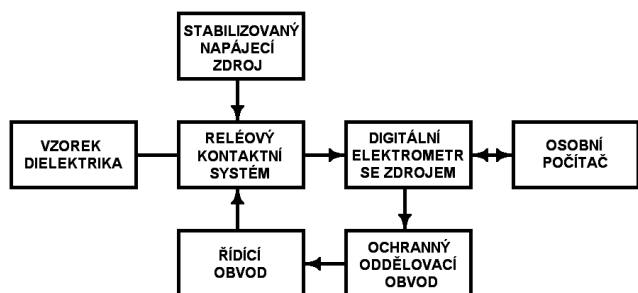 STABILIZOVANÝ
NAPÁJECÍ
ZDROJ
VZOREK
DIELEKTRIKA
RELÉOVÝ
KONTAKTNÍ
SYSTÉM
DIGITÁLNÍ
ELEKTROMETR
SE ZDROJEM
OSOBNÍ
POČÍTAČ
ŘÍDÍCÍ
OBVOD
OCHRANNÝ
ODDĚLOVACÍ
OBVOD